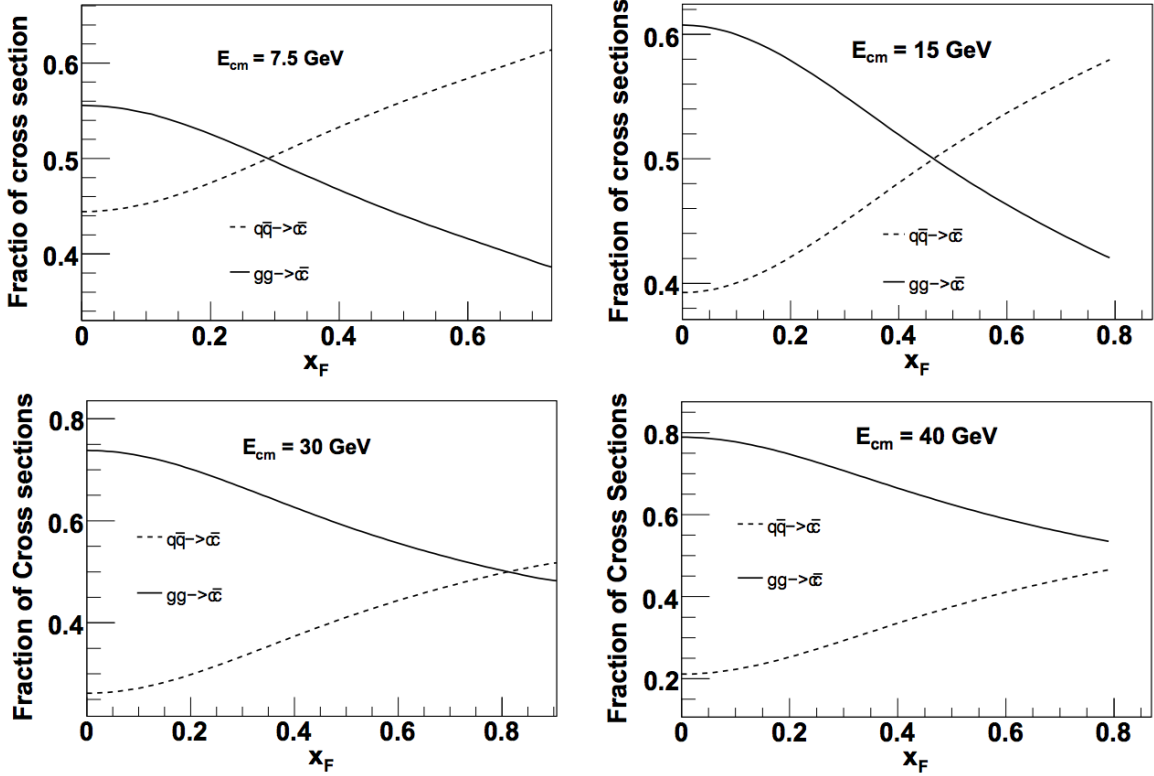 Fractio of cross section
0.6
0.5
0.4
E_cm = 7.5 GeV
qq̄->cc̄
gg->cc̄
0 0.2 0.4 0.6
x_F
Fraction of cross sections
0.6
0.5
0.4
E_cm = 15 GeV
qq̄->cc̄
gg->cc̄
0 0.2 0.4 0.6 0.8
x_F
Fraction of Cross sections
0.8
0.6
0.4
E_cm = 30 GeV
qq̄->cc̄
gg->cc̄
0 0.2 0.4 0.6 0.8
x_F
Fraction of Cross Sections
0.8
0.6
0.4
0.2
E_cm = 40 GeV
qq̄->cc̄
gg->cc̄
0 0.2 0.4 0.6 0.8
x_F